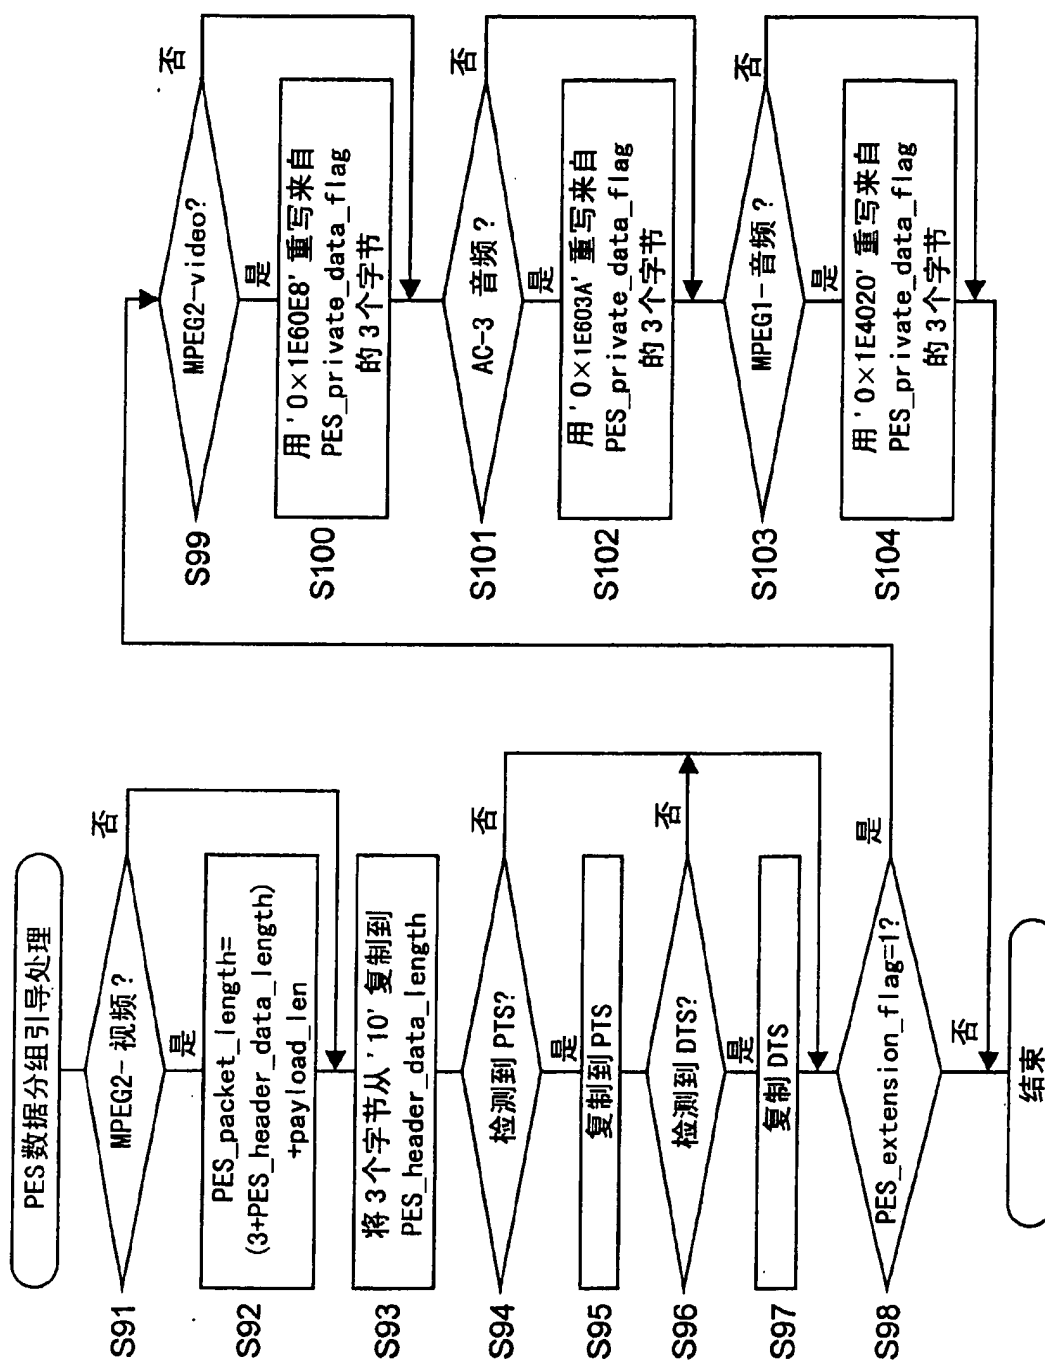 PES数据分组引导处理
S91
MPEG2-视频?
否
是
S92
PES_packet_length=
(3+PES_header_data_length)
+payload_len
S93
将3个字节从'10'复制到
PES_header_data_length
S94
检测到PTS?
否
是
S95
复制到PTS
S96
检测到DTS?
否
是
S97
复制DTS
S98
PES_extension_flag=1?
是
否
结束
S99
MPEG2-video?
否
是
S100
用'0×1E60E8'重写来自
PES_private_data_flag
的3个字节
S101
AC-3 音频?
否
是
S102
用'0×1E603A'重写来自
PES_private_data_flag
的3个字节
S103
MPEG1-音频?
否
是
S104
用'0×1E4020'重写来自
PES_private_data_flag
的3个字节